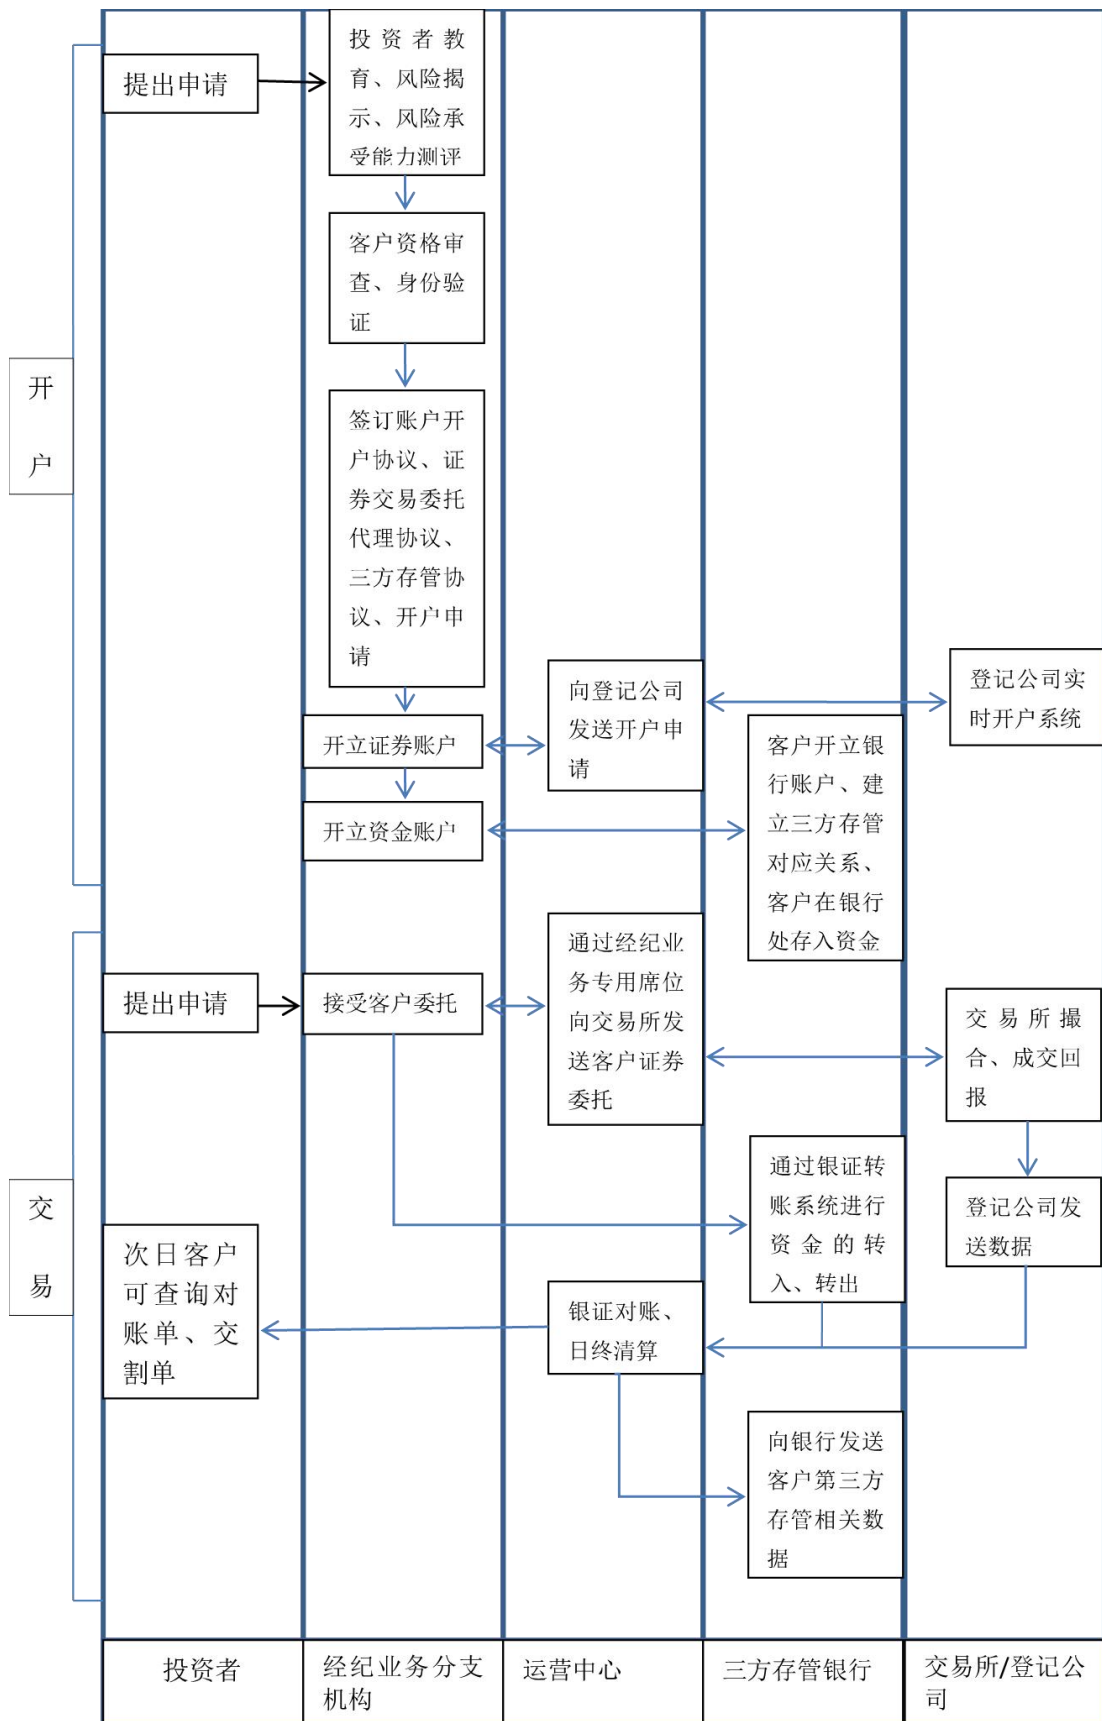 提出申请
投资者教
育、风险揭
示、风险承
受能力测评
客户资格审
查、身份验
证
开
户
签订账户开
户协议、证
券交易委托
代理协议、
三方存管协
议、开户申
请
向登记公司
发送开户申
请
登记公司实
时开户系统
开立证券账户
开立资金账户
客户开立银
行账户、建
立三方存管
对应关系、
客户在银行
处存入资金
提出申请
接受客户委托
通过经纪业
务专用席位
向交易所发
送客户证券
委托
交易所撮
合、成交回
报
交
易
通过银证转
账系统进行
资金的转
入、转出
登记公司发
送数据
次日客户
可查询对
账单、交
割单
银证对账、
日终清算
向银行发送
客户第三方
存管相关数
据
投资者
经纪业务分支
机构
运营中心
三方存管银行
交易所/登记公
司